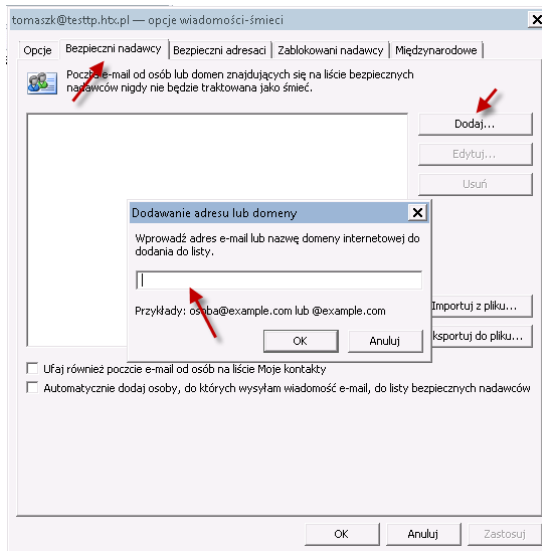 tomaszk@testtp.htx.pl — opcje wiadomości-śmieci
Opcje
Bezpieczni nadawcy
Bezpieczni adresaci
Zablokowani nadawcy
Międzynarodowe
Poczta e-mail od osób lub domen znajdujących się na liście bezpiecznych
nadawców nigdy nie będzie traktowana jako śmieć.
Dodaj...
Edytuj...
Usuń
Dodawanie adresu lub domeny
Wprowadź adres e-mail lub nazwę domeny internetowej do
dodania do listy.
Przykłady: osoba@example.com lub @example.com
OK
Anuluj
Importuj z pliku...
ksportuj do pliku...
Ufaj również poczcie e-mail od osób na liście Moje kontakty
Automatycznie dodaj osoby, do których wysyłam wiadomość e-mail, do listy bezpiecznych nadawców
OK
Anuluj
Zastosuj